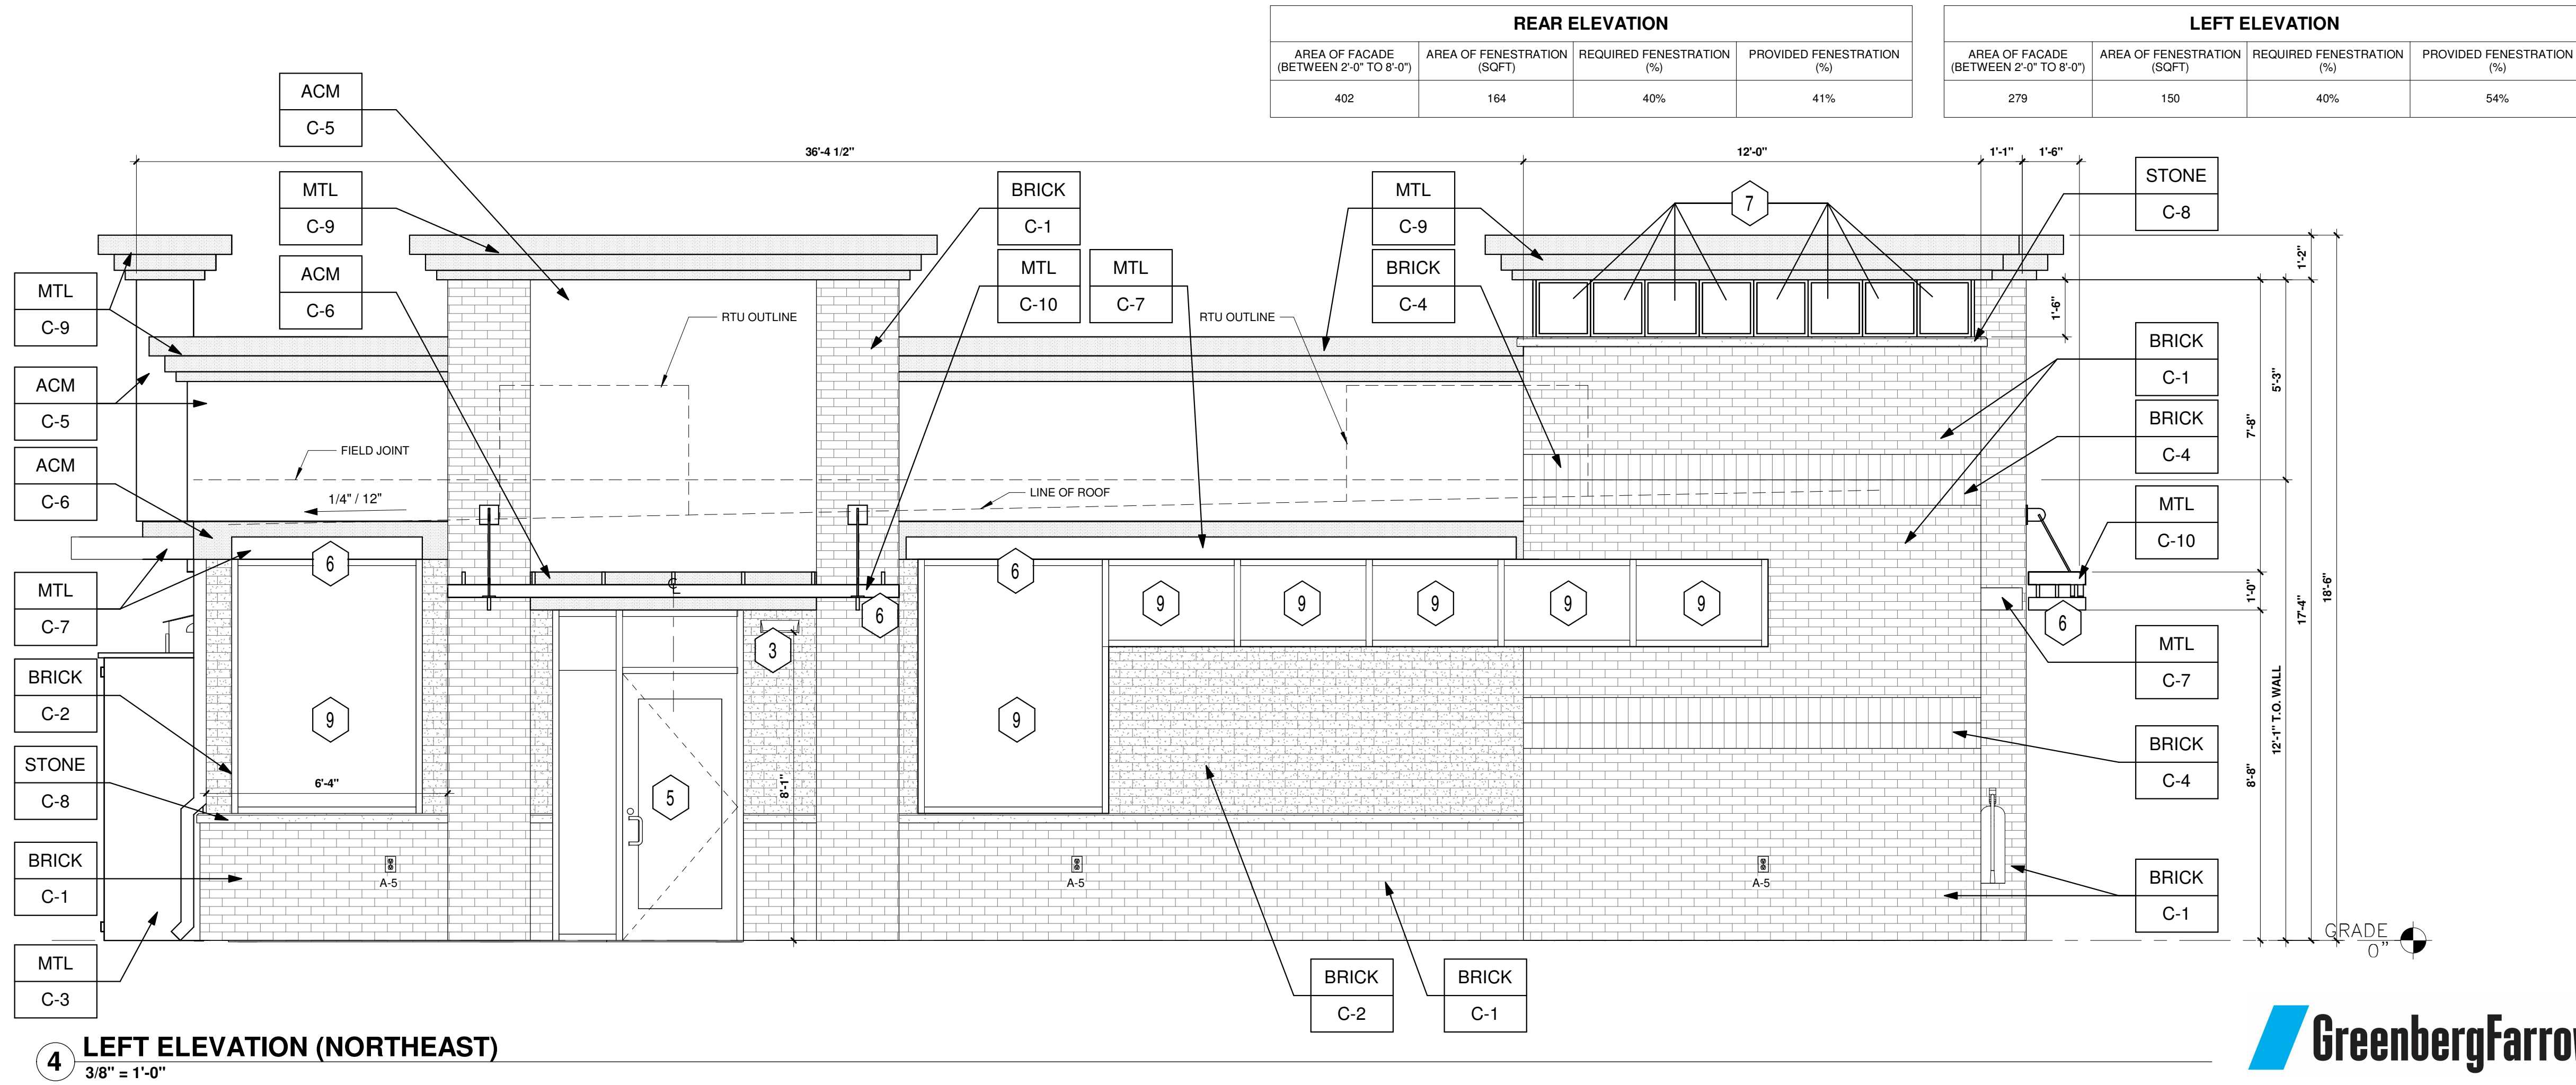 REAR ELEVATION
AREA OF FACADE
(BETWEEN 2'-0" TO 8'-0")
AREA OF FENESTRATION
(SQFT)
REQUIRED FENESTRATION
(%)
PROVIDED FENESTRATION
(%)
402
164
40%
41%
LEFT ELEVATION
AREA OF FACADE
(BETWEEN 2'-0" TO 8'-0")
AREA OF FENESTRATION
(SQFT)
REQUIRED FENESTRATION
(%)
PROVIDED FENESTRATION
(%)
279
150
40%
54%
36'-4 1/2"
12'-0"
1'-1"
1'-6"
ACM
C-5
MTL
C-9
ACM
C-6
BRICK
C-1
MTL
C-10
MTL
C-7
MTL
C-9
BRICK
C-4
7
STONE
C-8
MTL
C-9
ACM
C-5
ACM
C-6
MTL
C-7
BRICK
C-2
STONE
C-8
BRICK
C-1
MTL
C-3
RTU OUTLINE
RTU OUTLINE
FIELD JOINT
1/4" / 12"
LINE OF ROOF
6
9
6'-4"
A-5
CL
6
3
5
8'-1"
6
9
9
9
9
9
9
A-5
A-5
6
BRICK
C-1
BRICK
C-4
MTL
C-10
MTL
C-7
BRICK
C-4
BRICK
C-1
1'-6"
1'-2"
5'-3"
7'-8"
1'-0"
8'-8"
12'-1" T.O. WALL
17'-4"
18'-6"
GRADE
0"
BRICK
C-2
BRICK
C-1
4
LEFT ELEVATION (NORTHEAST)
3/8" = 1'-0"
GreenbergFarrow